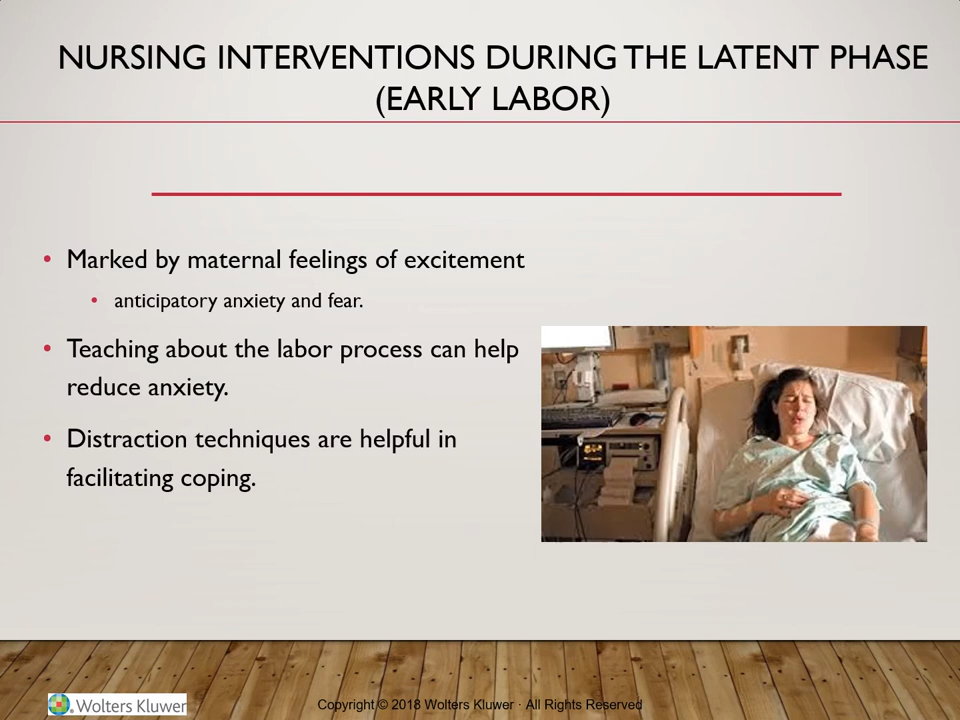 NURSING INTERVENTIONS DURING THE LATENT PHASE
(EARLY LABOR)
• Marked by maternal feelings of excitement
• anticipatory anxiety and fear.
• Teaching about the labor process can help
reduce anxiety.
• Distraction techniques are helpful in
facilitating coping.
Wolters Kluwer
Copyright © 2018 Wolters Kluwer · All Rights Reserved